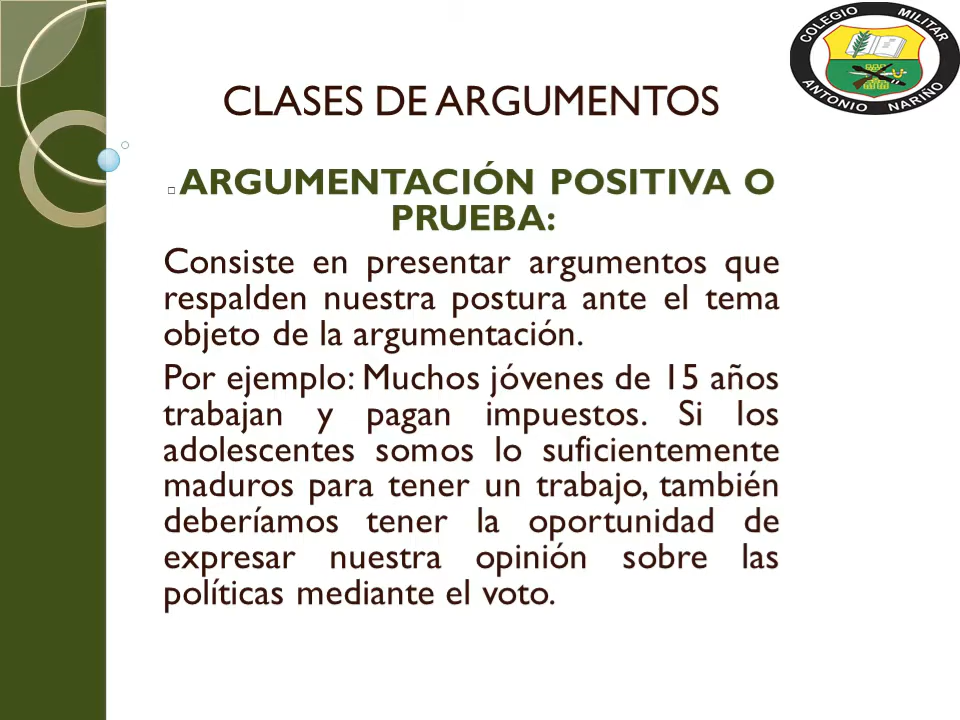 COLEGIO MILITAR
ANTONIO NARIÑO
CLASES DE ARGUMENTOS
ARGUMENTACIÓN POSITIVA O
PRUEBA:
Consiste en presentar argumentos que
respalden nuestra postura ante el tema
objeto de la argumentación.
Por ejemplo: Muchos jóvenes de 15 años
trabajan y pagan impuestos. Si los
adolescentes somos lo suficientemente
maduros para tener un trabajo, también
deberíamos tener la oportunidad de
expresar nuestra opinión sobre las
políticas mediante el voto.